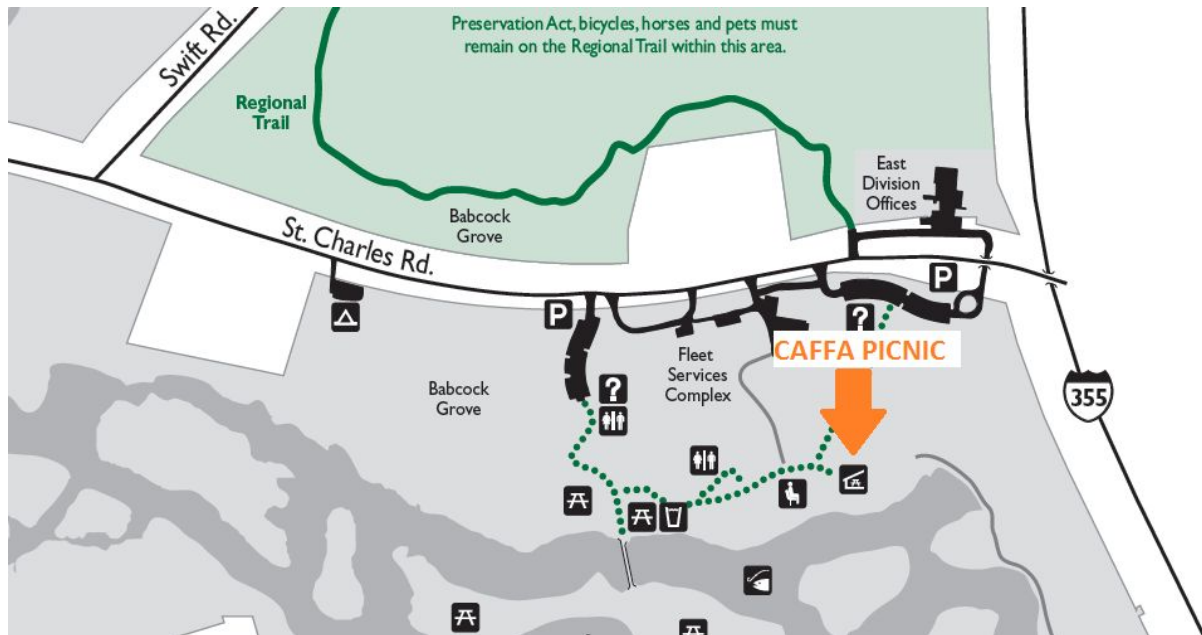 Preservation Act, bicycles, horses and pets must
remain on the Regional Trail within this area.
Swift Rd.
Regional
Trail
East
Division
Offices
Babcock
Grove
St. Charles Rd.
P
P
?
?
CAFFA PICNIC
Fleet
Services
Complex
Babcock
Grove
355